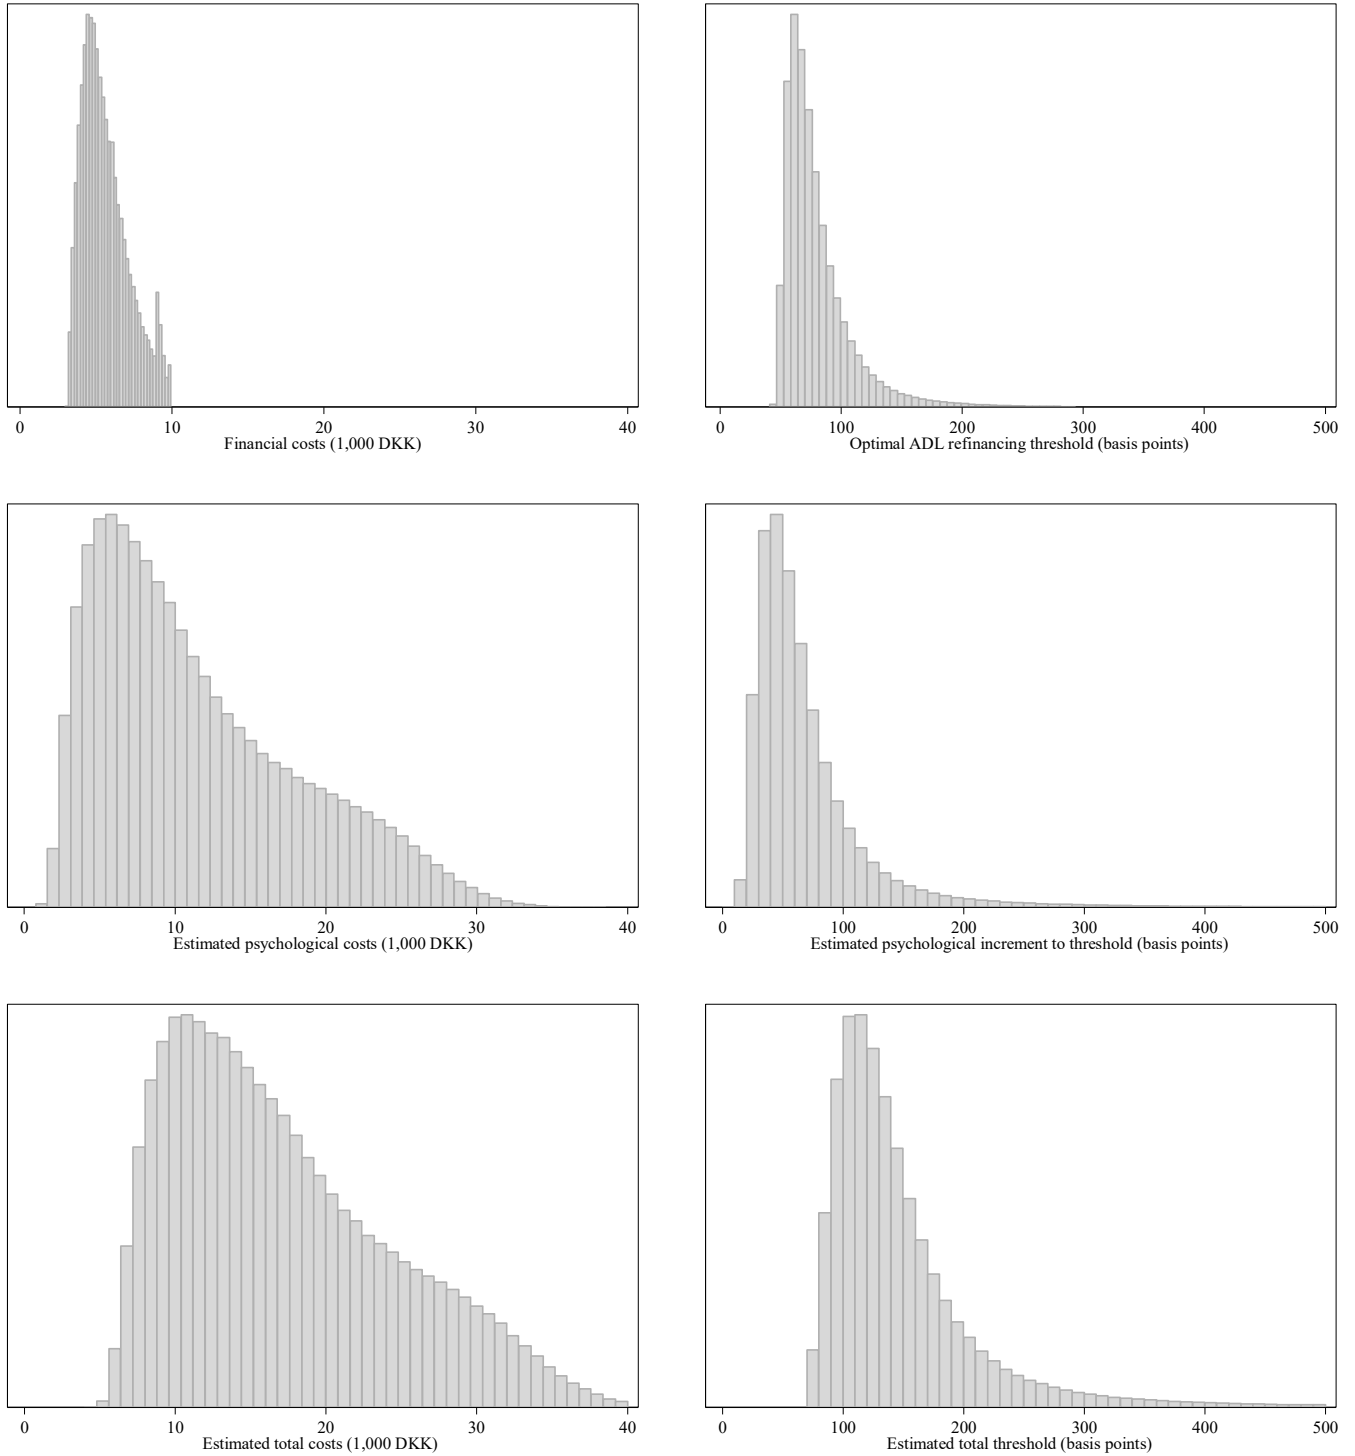 0 10 20 30 40
Financial costs (1,000 DKK)
0 100 200 300 400 500
Optimal ADL refinancing threshold (basis points)
0 10 20 30 40
Estimated psychological costs (1,000 DKK)
0 100 200 300 400 500
Estimated psychological increment to threshold (basis points)
0 10 20 30 40
Estimated total costs (1,000 DKK)
0 100 200 300 400 500
Estimated total threshold (basis points)